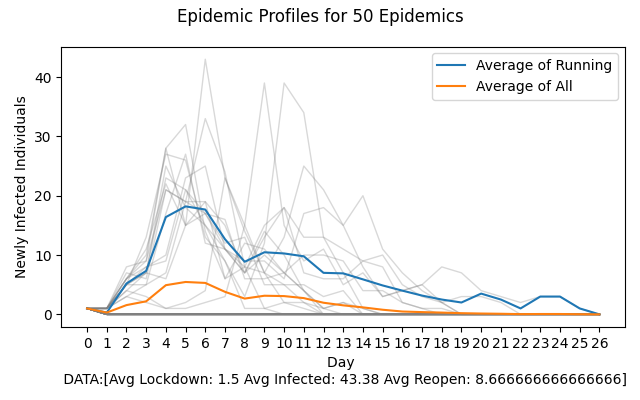 Epidemic Profiles for 50 Epidemics
Average of Running
Average of All
Newly Infected Individuals
40
30
20
10
0
0 1 2 3 4 5 6 7 8 9 10 11 12 13 14 15 16 17 18 19 20 21 22 23 24 25 26
Day
DATA:[Avg Lockdown: 1.5 Avg Infected: 43.38 Avg Reopen: 8.666666666666666]